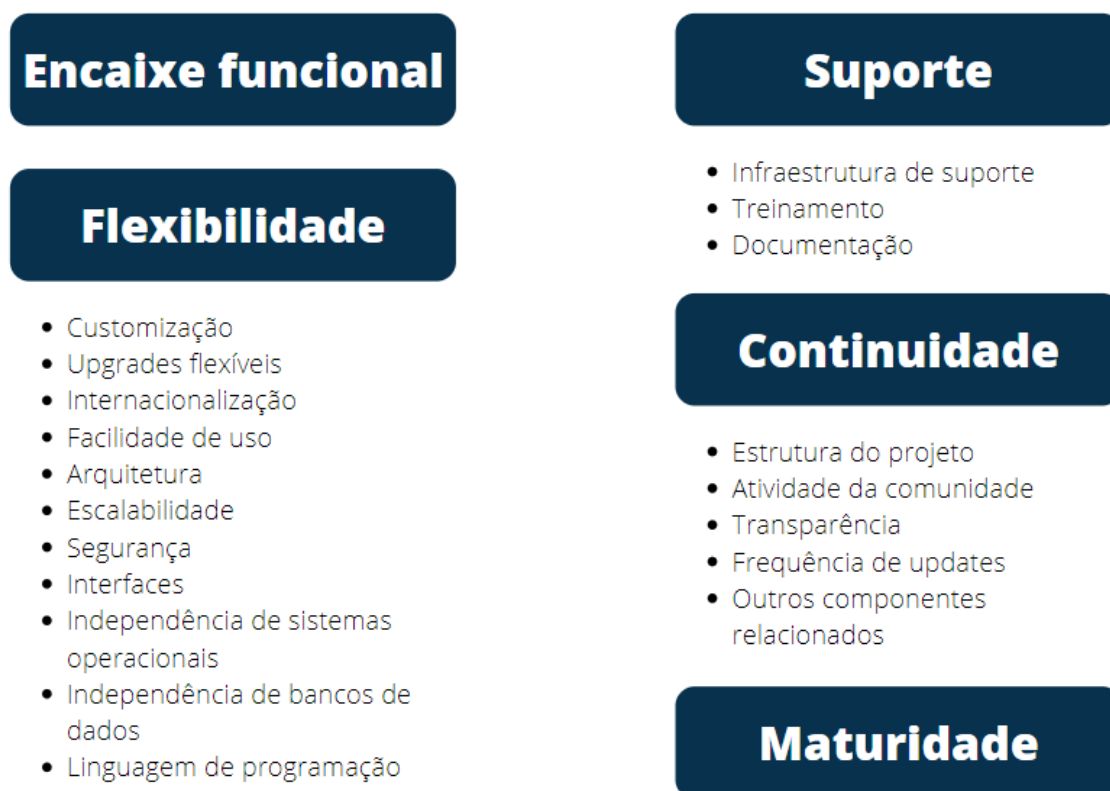 Encaixe funcional
Flexibilidade
• Customização
• Upgrades flexíveis
• Internacionalização
• Facilidade de uso
• Arquitetura
• Escalabilidade
• Segurança
• Interfaces
• Independência de sistemas
operacionais
• Independência de bancos de
dados
• Linguagem de programação
Suporte
• Infraestrutura de suporte
• Treinamento
• Documentação
Continuidade
• Estrutura do projeto
• Atividade da comunidade
• Transparência
• Frequência de updates
• Outros componentes
relacionados
Maturidade